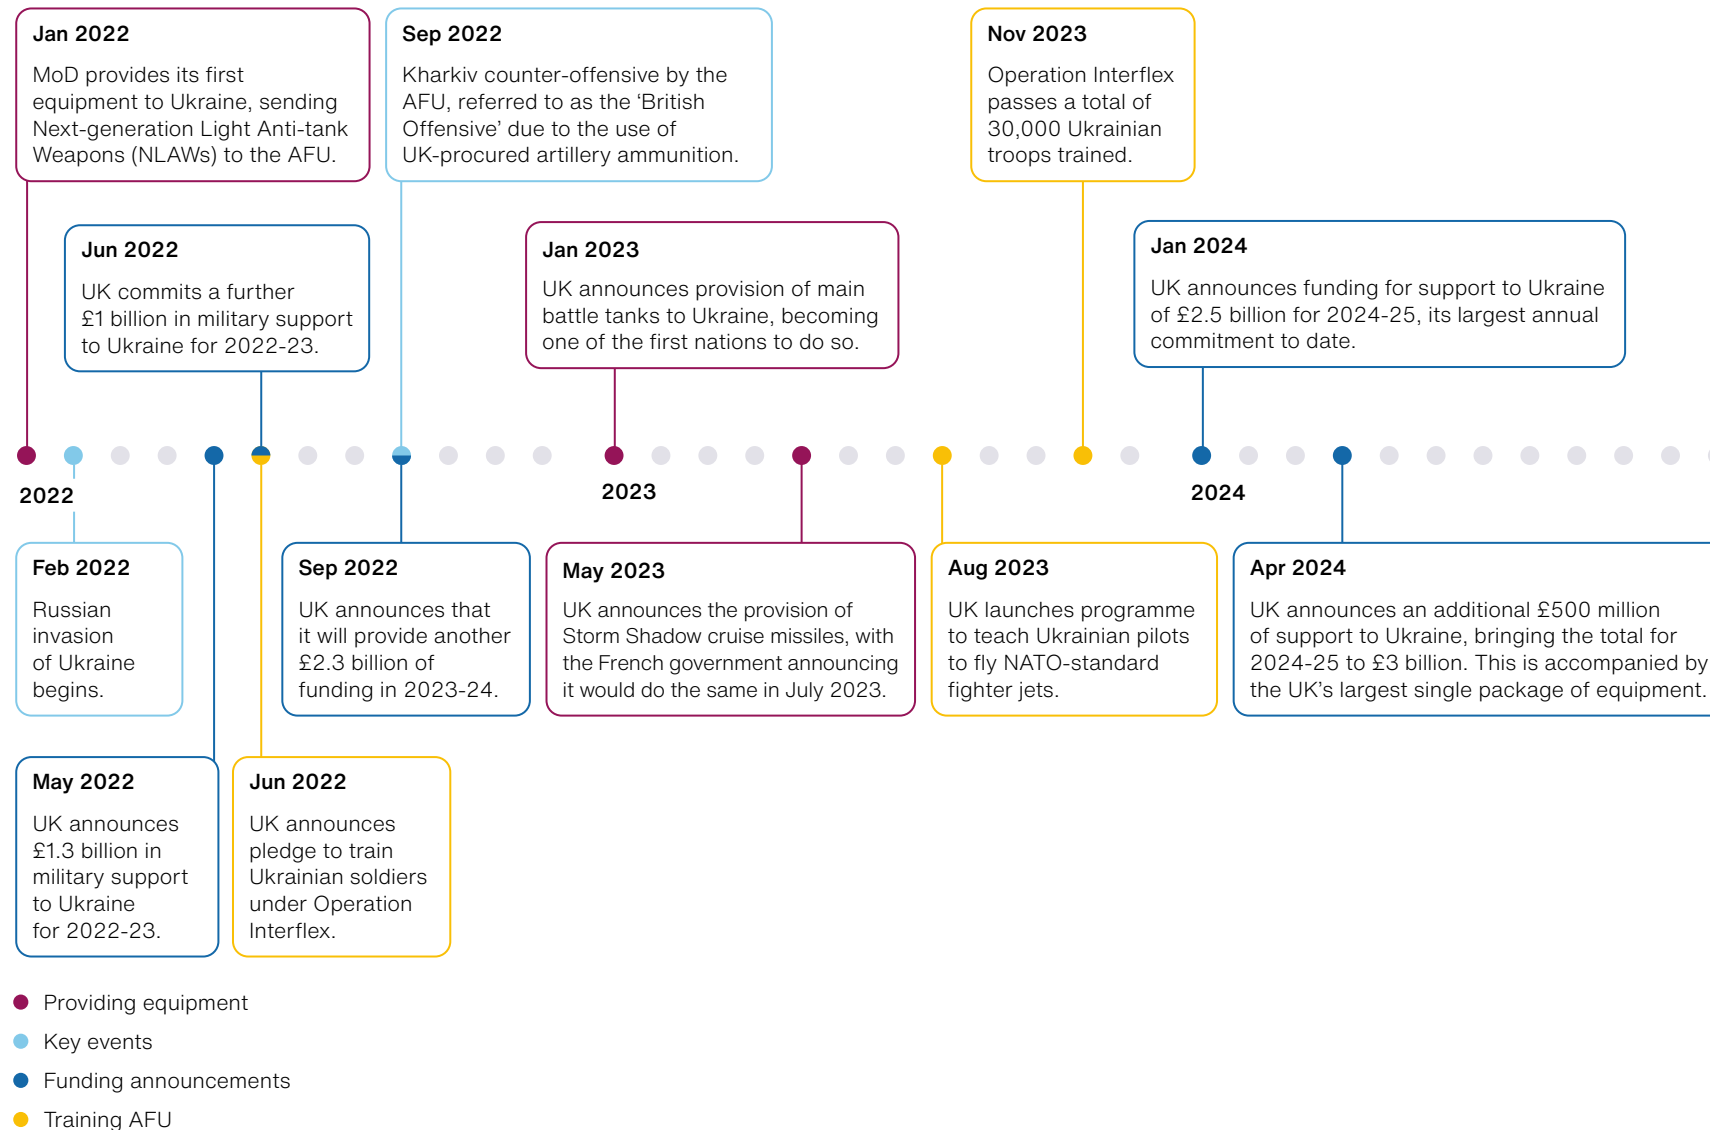 Jan 2022
MoD provides its first
equipment to Ukraine, sending
Next-generation Light Anti-tank
Weapons (NLAWs) to the AFU.
Sep 2022
Kharkiv counter-offensive by the
AFU, referred to as the ‘British
Offensive’ due to the use of
UK-procured artillery ammunition.
Nov 2023
Operation Interflex
passes a total of
30,000 Ukrainian
troops trained.
Jun 2022
UK commits a further
£1 billion in military support
to Ukraine for 2022-23.
Jan 2023
UK announces provision of main
battle tanks to Ukraine, becoming
one of the first nations to do so.
Jan 2024
UK announces funding for support to Ukraine
of £2.5 billion for 2024-25, its largest annual
commitment to date.
2022
2023
2024
Feb 2022
Russian
invasion
of Ukraine
begins.
Sep 2022
UK announces that
it will provide another
£2.3 billion of
funding in 2023-24.
May 2023
UK announces the provision of
Storm Shadow cruise missiles, with
the French government announcing
it would do the same in July 2023.
Aug 2023
UK launches programme
to teach Ukrainian pilots
to fly NATO-standard
fighter jets.
Apr 2024
UK announces an additional £500 million
of support to Ukraine, bringing the total for
2024-25 to £3 billion. This is accompanied by
the UK’s largest single package of equipment.
May 2022
UK announces
£1.3 billion in
military support
to Ukraine
for 2022-23.
Jun 2022
UK announces
pledge to train
Ukrainian soldiers
under Operation
Interflex.
Providing equipment
Key events
Funding announcements
Training AFU